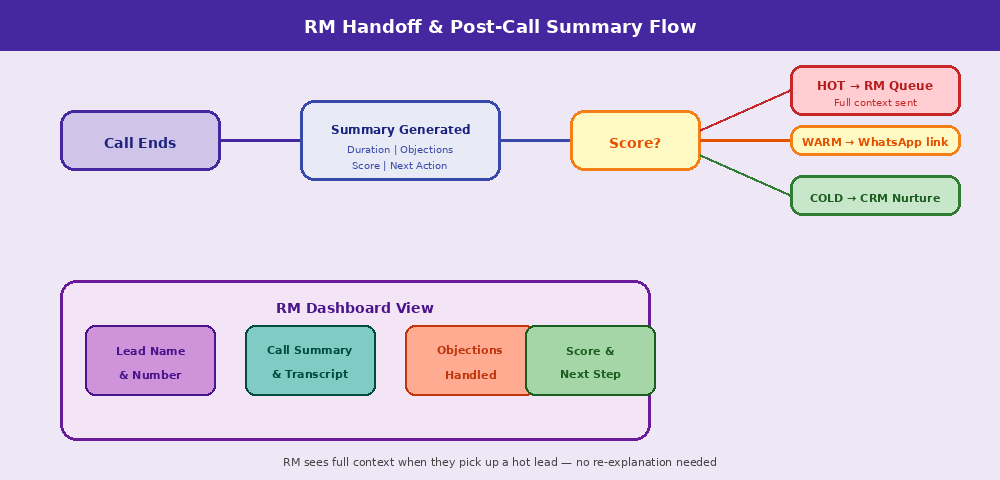 RM Handoff & Post-Call Summary Flow
Call Ends
Summary Generated
Duration | Objections
Score | Next Action
Score?
HOT → RM Queue
Full context sent
WARM → WhatsApp link
COLD → CRM Nurture
RM Dashboard View
Lead Name
& Number
Call Summary
& Transcript
Objections
Handled
Score &
Next Step
RM sees full context when they pick up a hot lead — no re-explanation needed